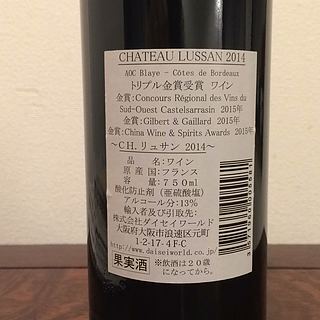 CHATEAU LUSSAN 2014
AOC Blaye - Côtes de Bordeaux
トリプル金賞受賞 ワイン
金賞:Concours Régional des Vins du
Sud-Ouest Castelsarrasin 2015年
金賞:Gilbert & Gaillard 2015年
金賞:China Wine & Spirits Awards 2015年
～CH. リュサン 2014～
品 名:ワイン
原 産 国:フランス
容 量:750ml
酸化防止剤(亜硫酸塩)
アルコール分:13%
輸入者及び引取先:
株式会社ダイセイワールド
大阪府大阪市浪速区元町
1-2-17-4F-C
http://www.daiseiworld.co.jp/
果実酒
※飲酒は20歳
になってから。